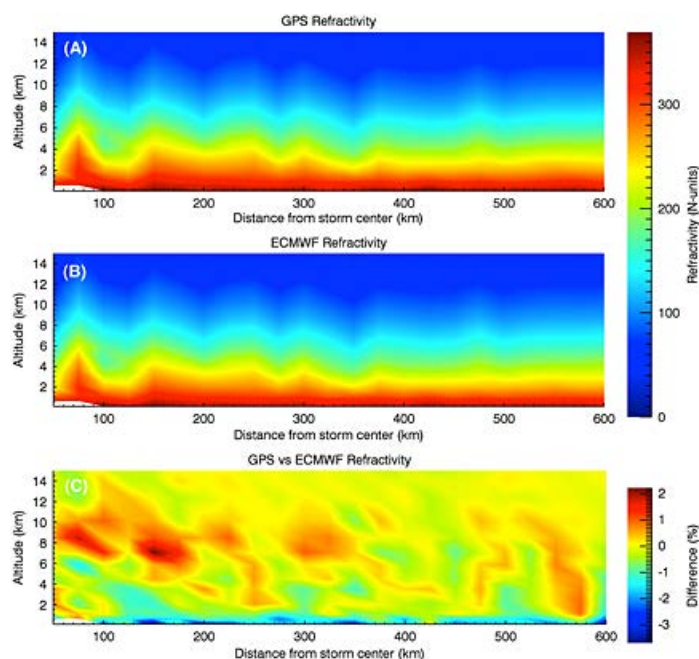 GPS Refractivity
(A)
14
12
10
8
6
4
2
Altitude (km)
100 200 300 400 500 600
Distance from storm center (km)
ECMWF Refractivity
(B)
14
12
10
8
6
4
2
Altitude (km)
100 200 300 400 500 600
Distance from storm center (km)
300
200
100
0
Refractivity (N-units)
GPS vs ECMWF Refractivity
(C)
14
12
10
8
6
4
2
Altitude (km)
100 200 300 400 500 600
Distance from storm center (km)
2
1
0
-1
-2
-3
Difference (%)